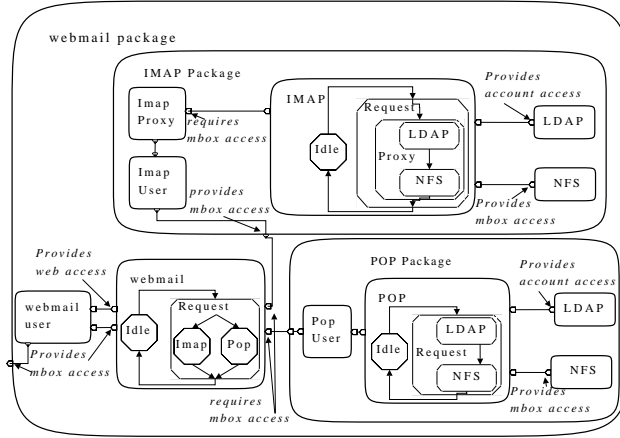 webmail package
IMAP Package
Imap
Proxy
requires
mbox access
Imap
User
provides
mbox access
IMAP
Request
Idle
LDAP
Proxy
NFS
Provides
account access
LDAP
NFS
Provides
mbox access
Provides
web access
webmail
user
Provides
mbox access
webmail
Request
Idle
Imap
Pop
requires
mbox access
POP Package
Pop
User
POP
Idle
LDAP
Request
NFS
Provides
account access
LDAP
NFS
Provides
mbox access